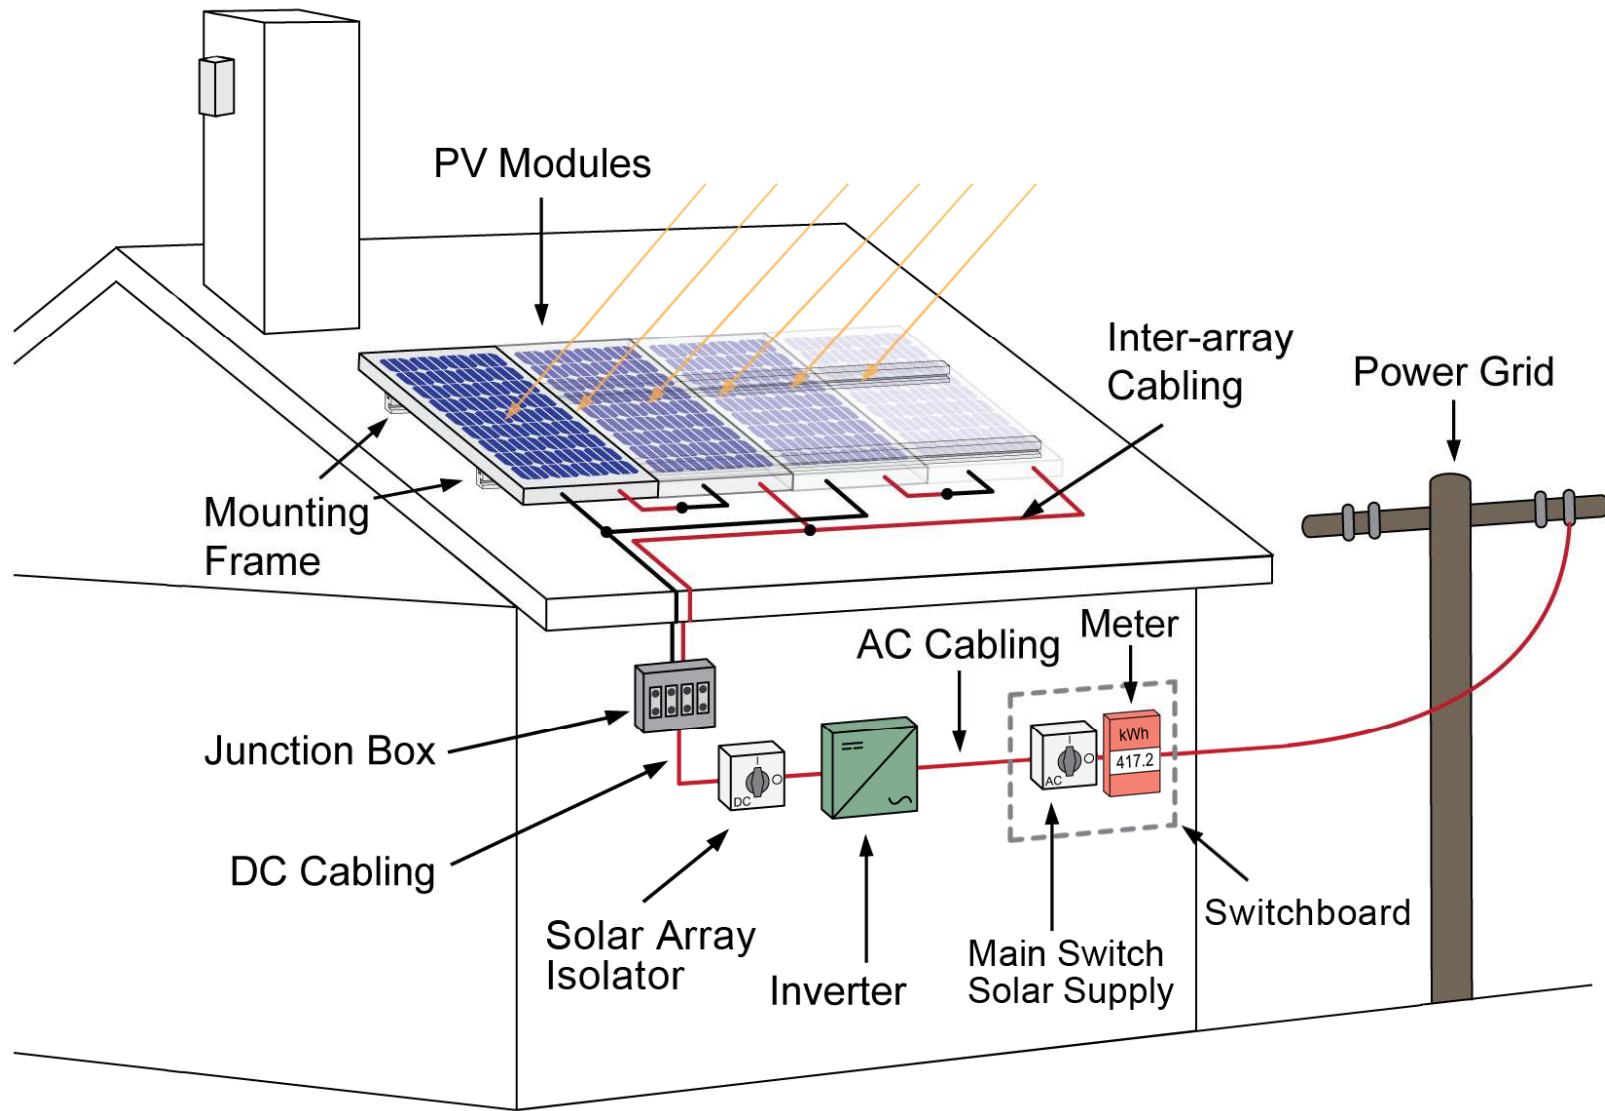 PV Modules
Inter-array
Cabling
Power Grid
Mounting
Frame
Meter
AC Cabling
kWh
417.2
Junction Box
I
O
DC
I
O
AC
DC Cabling
Switchboard
Solar Array
Isolator
Inverter
Main Switch
Solar Supply